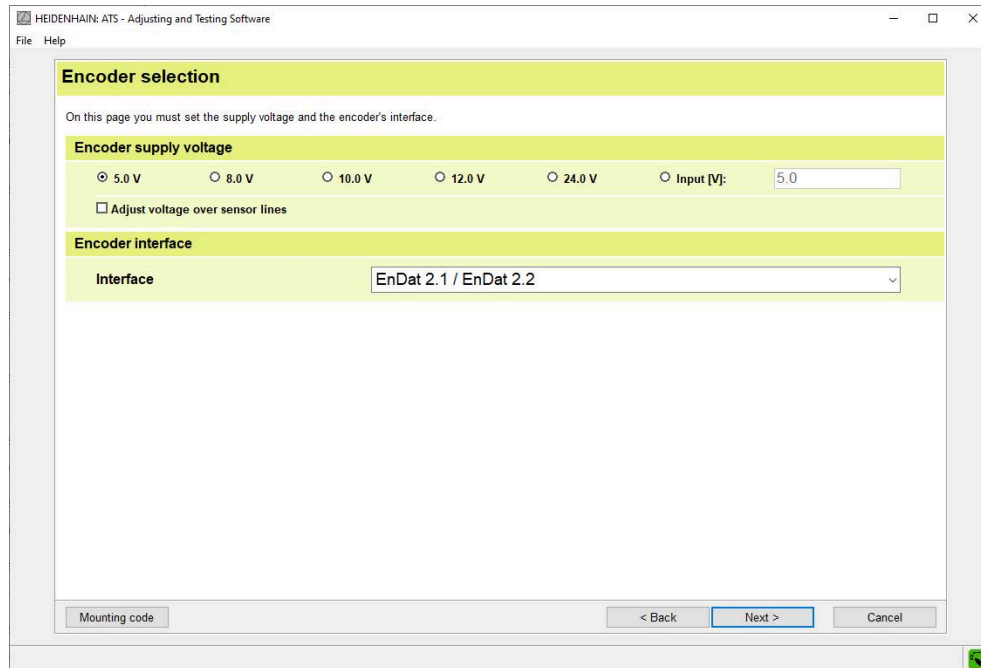 HEIDENHAIN: ATS - Adjusting and Testing Software
File Help
Encoder selection
On this page you must set the supply voltage and the encoder's interface.
Encoder supply voltage
5.0 V 8.0 V 10.0 V 12.0 V 24.0 V Input [V]: 5.0
Adjust voltage over sensor lines
Encoder interface
Interface EnDat 2.1 / EnDat 2.2
Mounting code < Back Next > Cancel